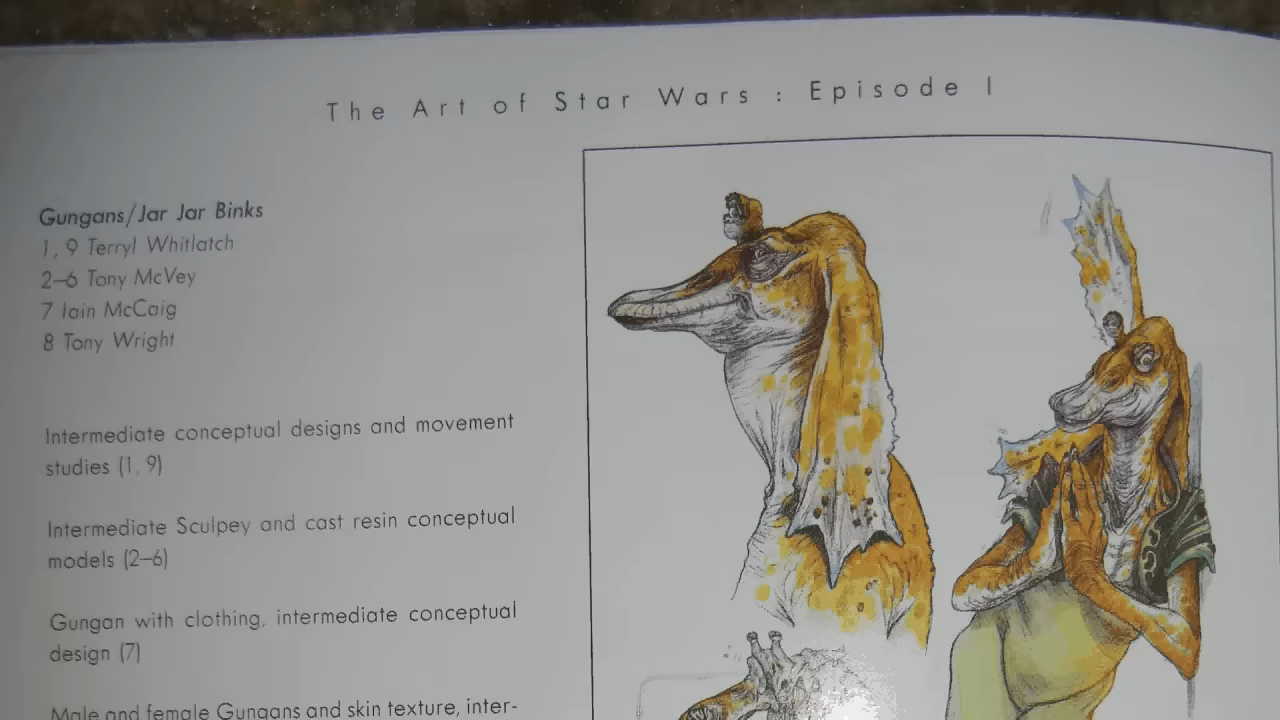 The Art of Star Wars : Episode I
Gungans/Jar Jar Binks
1, 9 Terryl Whitlatch
2–6 Tony McVey
7 Iain McCaig
8 Tony Wright
Intermediate conceptual designs and movement
studies (1, 9)
Intermediate Sculpey and cast resin conceptual
models (2–6)
Gungan with clothing, intermediate conceptual
design (7)
Male and female Gungans and skin texture, inter-